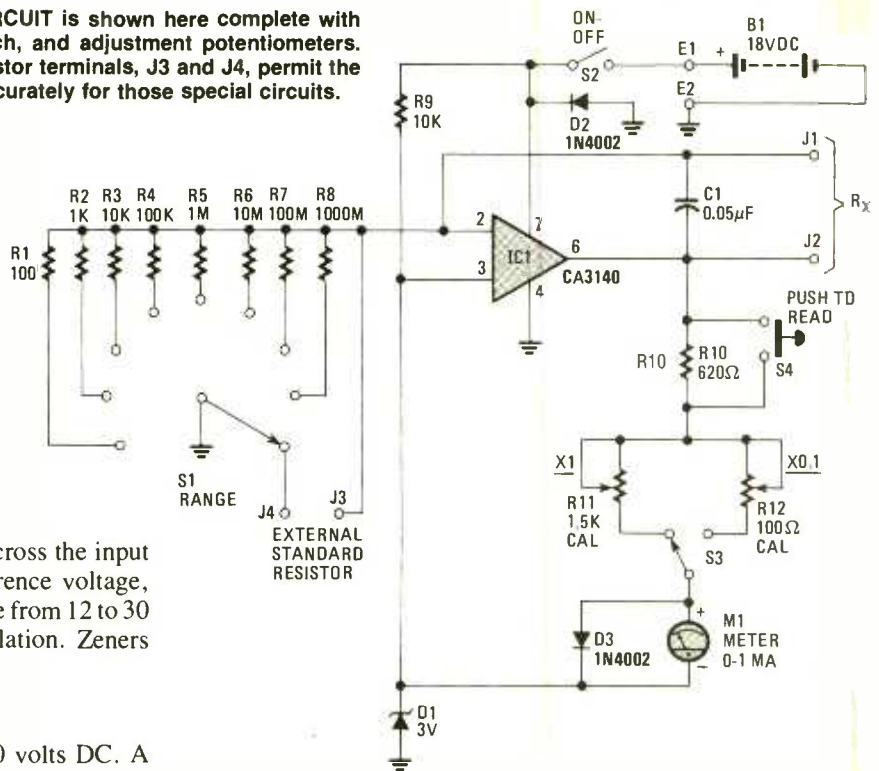 RCUIT is shown here complete with
ch, and adjustment potentiometers.
stor terminals, J3 and J4, permit the
curately for those special circuits.
ON-
OFF
S2
E1
+
B1
18VDC
E2
R9
10K
D2
1N4002
J1
C1
0.05µF
RX
J2
R1
100
R2
1K
R3
10K
R4
100K
R5
1M
R6
10M
R7
100M
R8
1000M
2
3
7
IC1
4
6
CA3140
PUSH TD
READ
S4
R10
R10
620Ω
X1
R11
1.5K
CAL
X0.1
R12
100Ω
CAL
S3
S1
RANGE
J4
J3
EXTERNAL
STANDARD
RESISTOR
D3
1N4002
+
M1
METER
0-1 MA
-
D1
3V
cross the input
rence voltage,
e from 12 to 30
lation. Zeners
0 volts DC. A